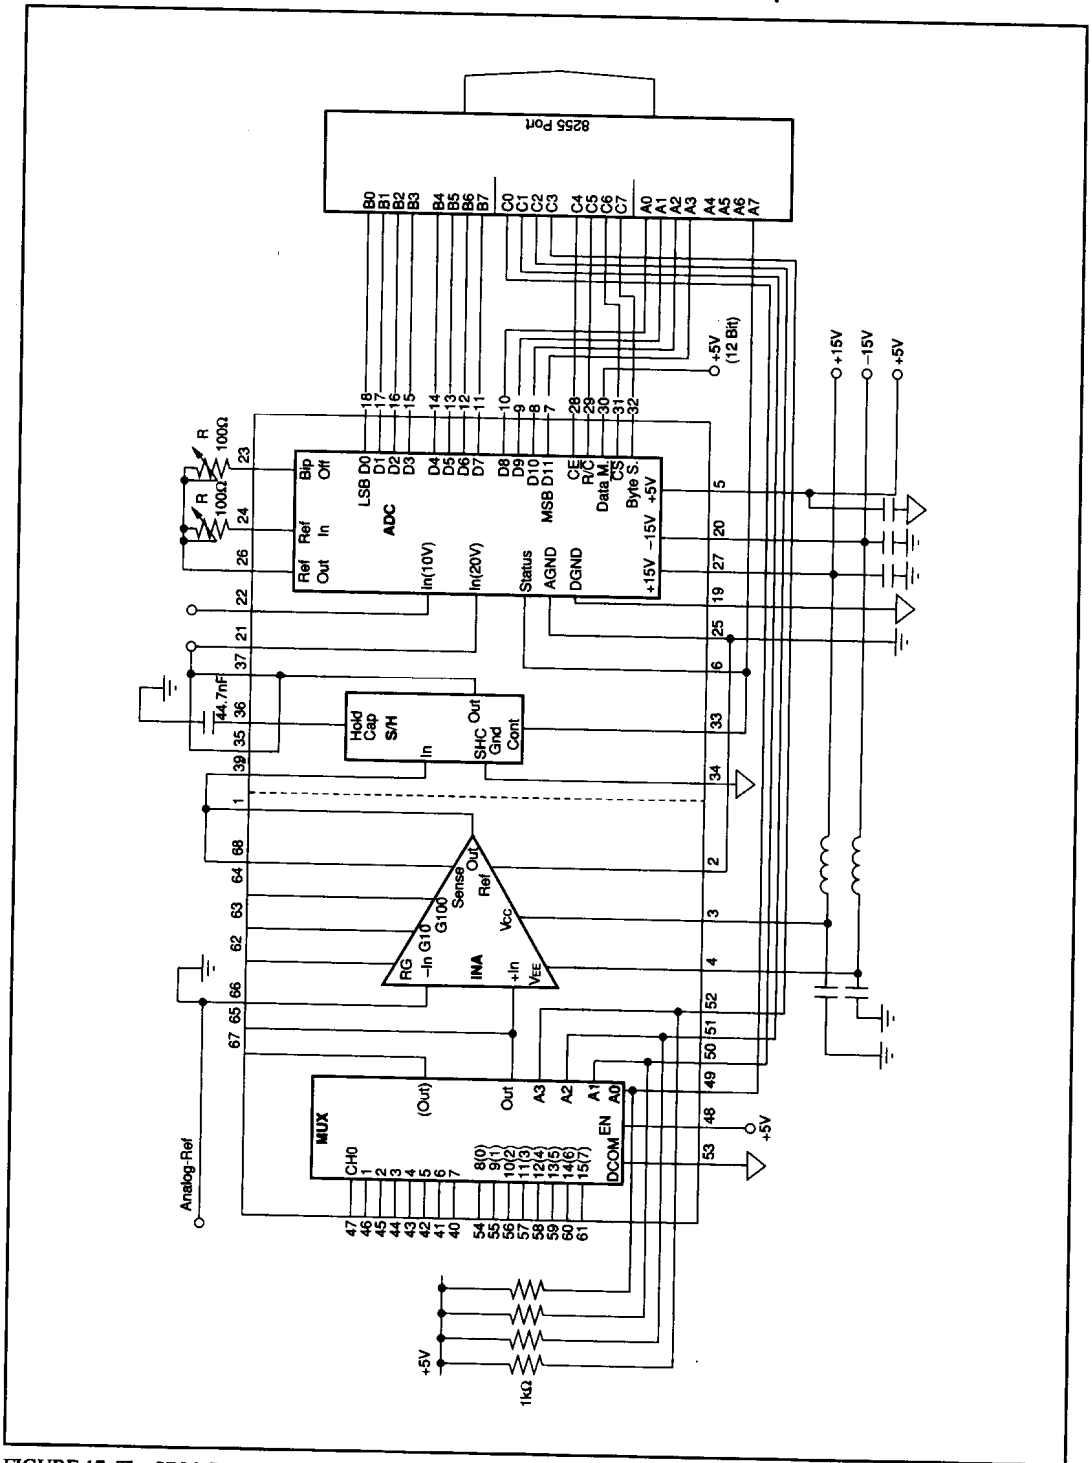 8255 Port
B0
B1
B2
B3
B4
B5
B6
B7
C0
C1
C2
C3
C4
C5
C6
C7
A0
A1
A2
A3
A4
A5
A6
A7
18
17
16
15
14
13
12
11
10
9
8
7
28
29
30
31
32
+5V
(12 Bit)
+15V
-15V
+5V
R
100Ω
R
100Ω
23
24
26
22
21
37
36
35
39
1
68
64
63
62
66
65
67
44.7nF
Bip
Off
Ref
In
Ref
Out
ADC
LSB D0
D1
D2
D3
D4
D5
D6
D7
D8
D9
D10
MSB D11
CE
R/C
Data M.
CS
Byte S.
In(10V)
In(20V)
Status
AGND
DGND
+15V -15V +5V
5
20
27
19
25
6
33
34
2
3
4
52
51
50
49
48
53
Hold
Cap
S/H
In
Out
SHC
Gnd
Cont
Sense
Out
Ref
G100
G10
RG
-In
INA
+In
VCC
VEE
MUX
(Out)
Out
A3
A2
A1
A0
EN
DCOM
CH0
1
2
3
4
5
6
7
8(0)
9(1)
10(2)
11(3)
12(4)
13(5)
14(6)
15(7)
47
46
45
44
43
42
41
40
54
55
56
57
58
59
60
61
+5V
Analog-Ref
+5V
1kΩ